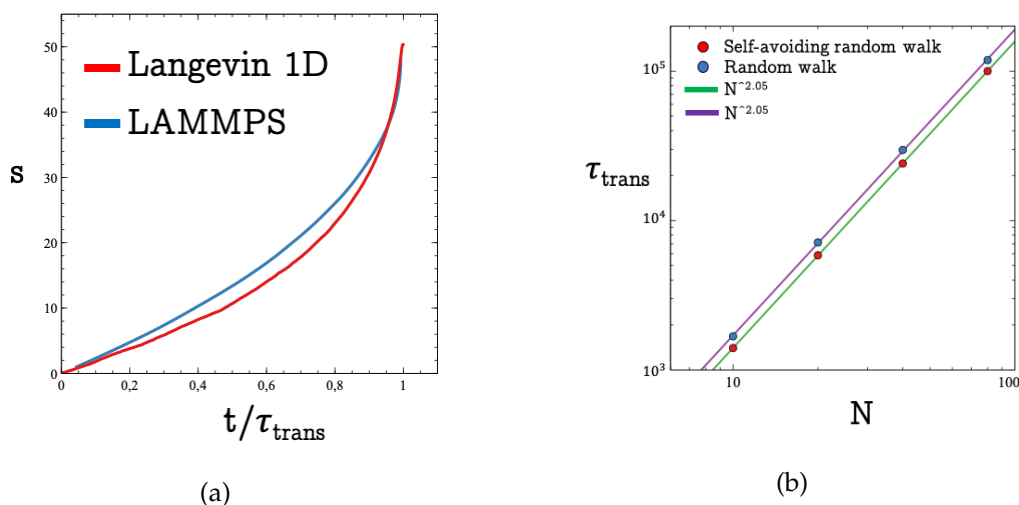 50
40
30
20
10
0
s
Langevin 1D
LAMMPS
0
0,2
0,4
0,6
0,8
1
t/τtrans
(a)
10^5
10^4
10^3
τtrans
Self-avoiding random walk
Random walk
N^2.05
N^2.05
10
100
N
(b)